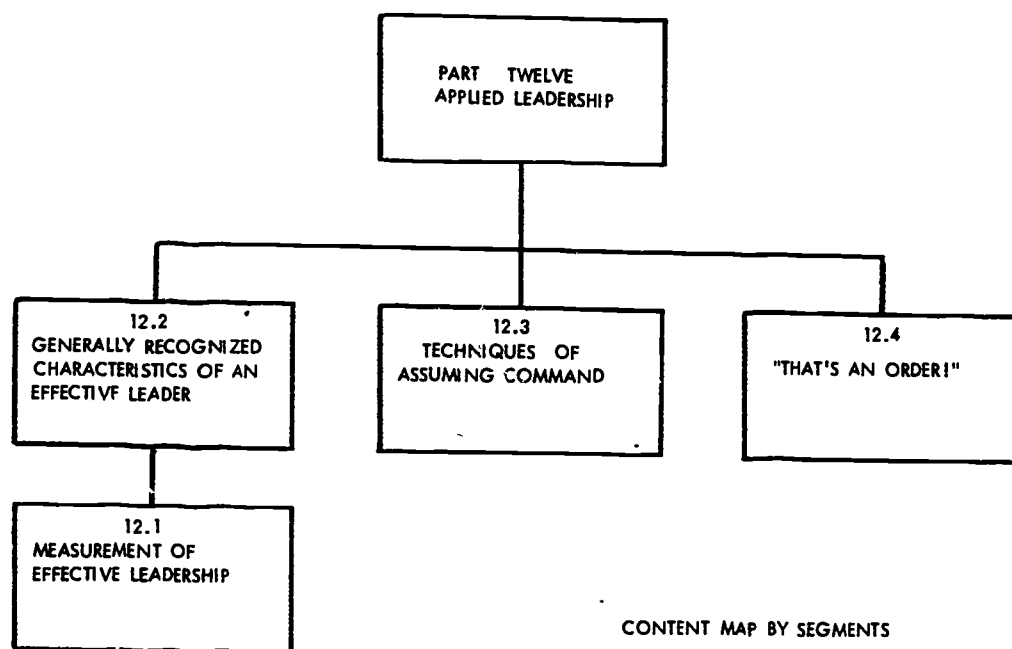 PART TWELVE
APPLIED LEADERSHIP
12.2
GENERALLY RECOGNIZED
CHARACTERISTICS OF AN
EFFECTIVE LEADER
12.3
TECHNIQUES OF
ASSUMING COMMAND
12.4
"THAT'S AN ORDER!"
12.1
MEASUREMENT OF
EFFECTIVE LEADERSHIP
CONTENT MAP BY SEGMENTS